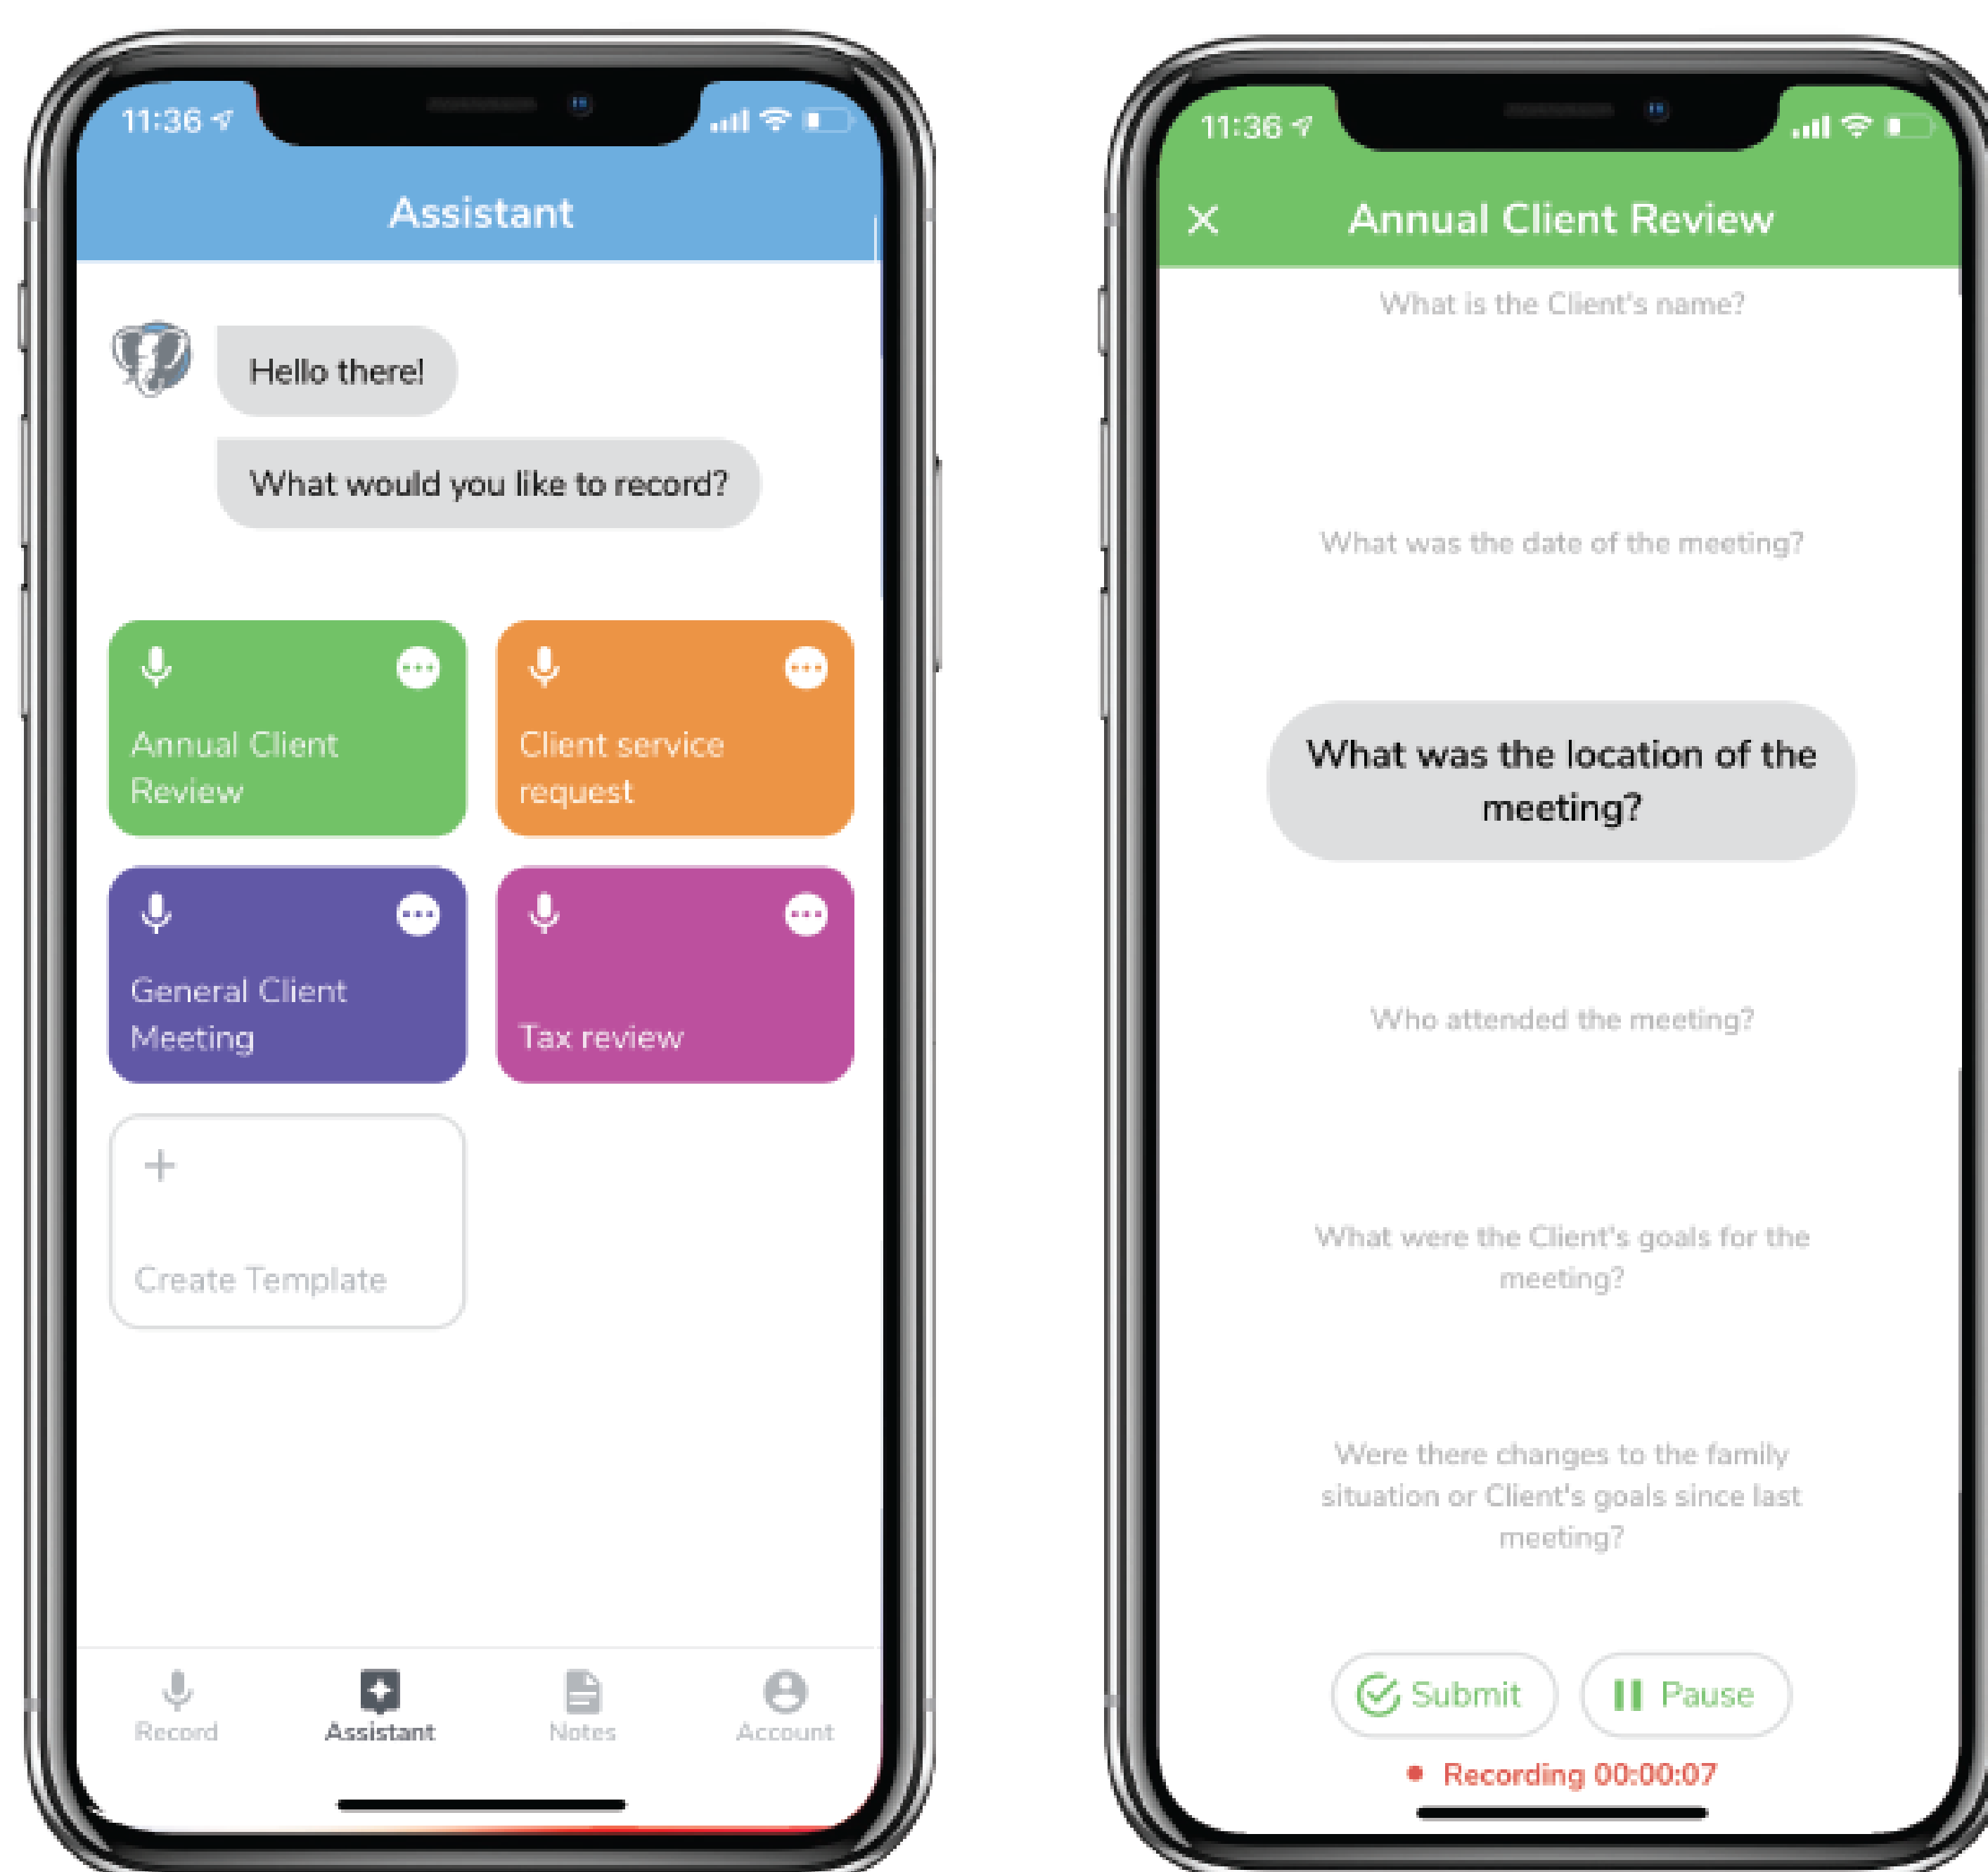 11:36
Assistant
Hello there!
What would you like to record?
Annual Client
Review
Client service
request
General Client
Meeting
Tax review
Create Template
Record
Assistant
Notes
Account
11:36
Annual Client Review
What is the Client's name?
What was the date of the meeting?
What was the location of the
meeting?
Who attended the meeting?
What were the Client's goals for the
meeting?
Were there changes to the family
situation or Client's goals since last
meeting?
Submit
Pause
Recording 00:00:07